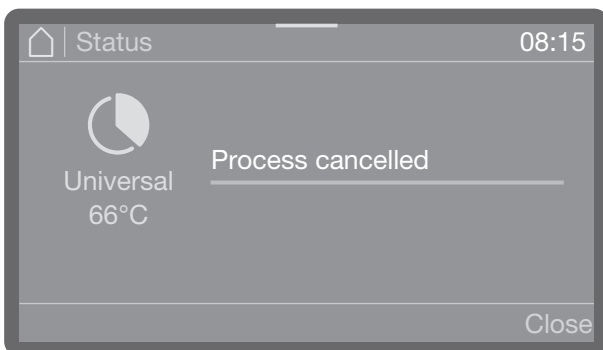 Status 08:15
Process cancelled
Universal
66°C
Close